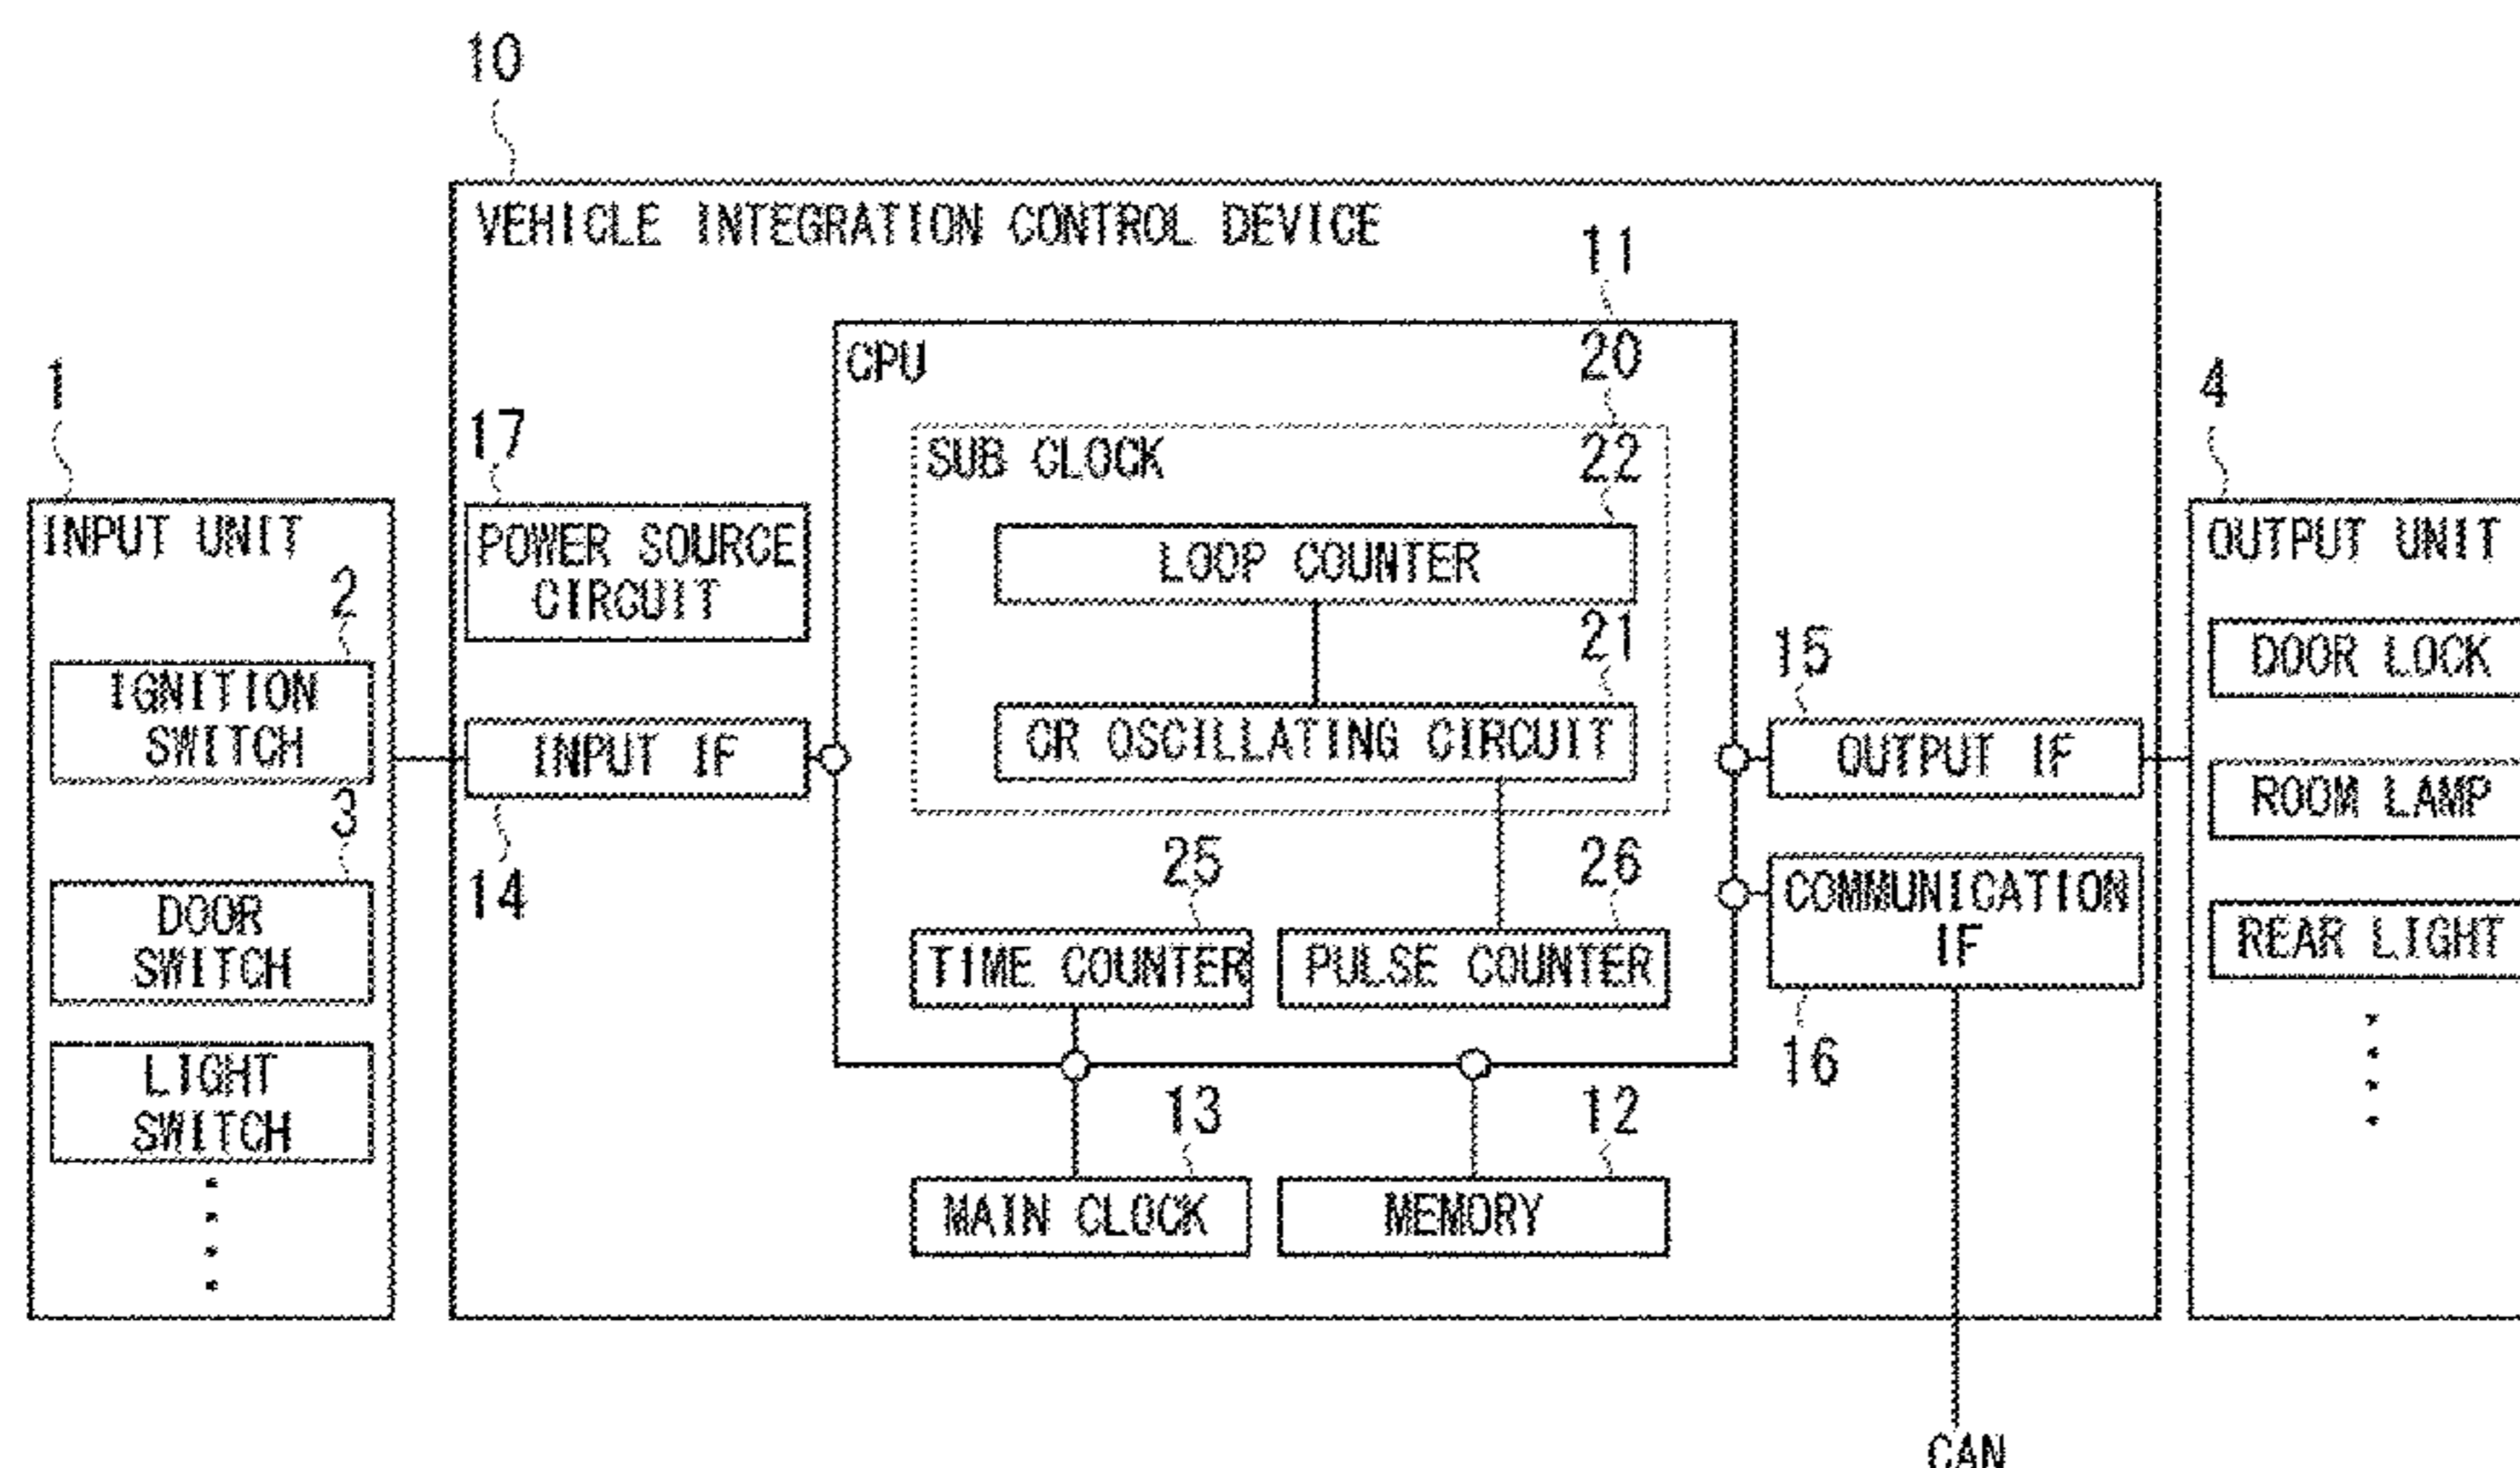 10
VEHICLE INTEGRATION CONTROL DEVICE
11
CPU
20
1
4
17
SUB CLOCK
22
INPUT UNIT
POWER SOURCE
CIRCUIT
LOOP COUNTER
OUTPUT UNIT
2
21
15
DOOR LOCK
IGNITION
SWITCH
INPUT IF
CR OSCILLATING CIRCUIT
OUTPUT IF
ROOM LAMP
3
14
25
26
COMMUNICATION
IF
DOOR
SWITCH
TIME COUNTER
PULSE COUNTER
REAR LIGHT
16
LIGHT
SWITCH
13
12
MAIN CLOCK
MEMORY
CAN